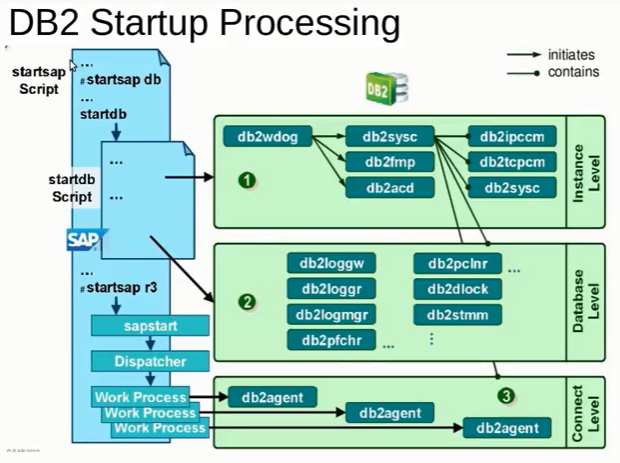 DB2 Startup Processing
initiates
contains
startsap
Script
...
#startsap db
...
startdb
DB2
startdb
Script
...
...
SAP
...
#startsap r3
sapstart
Dispatcher
Work Process
Work Process
Work Process
1
db2wdog
db2sysc
db2ipccm
db2fmp
db2tcpcm
db2acd
db2sysc
Instance
Level
2
db2loggw
db2pclnr ...
db2loggr
db2dlock
db2logmgr
db2stmm
db2pfchr ...
⋮
Database
Level
3
db2agent
db2agent
db2agent
Connect
Level